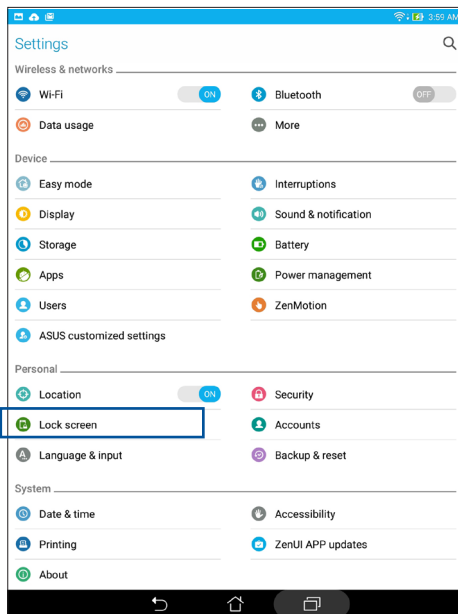 3:59 AM
Settings
Wireless & networks
Wi-Fi ON Bluetooth OFF
Data usage More
Device
Easy mode Interruptions
Display Sound & notification
Storage Battery
Apps Power management
Users ZenMotion
ASUS customized settings
Personal
Location ON Security
Lock screen Accounts
A Language & input Backup & reset
System
Date & time Accessibility
Printing ZenUI APP updates
About